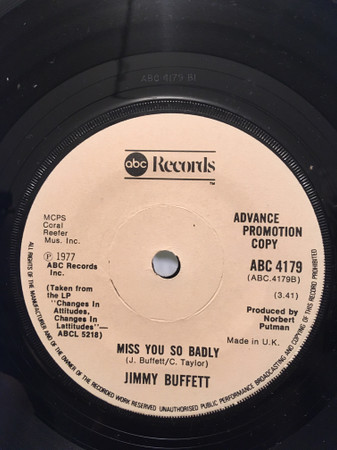 ABC 4179 B1
abc Records
TM
MCPS
Coral
Reefer
Mus. Inc.
℗ 1977
ABC Records
Inc.
(Taken from
the LP
"Changes In
Attitudes,
Changes In
Lattitudes"—
ABCL 5218)
ADVANCE
PROMOTION
COPY
ABC 4179
(ABC.4179B)
(3.41)
Produced by
Norbert
Putman
Made in U.K.
MISS YOU SO BADLY
(J. Buffett/C. Taylor)
JIMMY BUFFETT
ALL RIGHTS OF THE MANUFACTURER AND OF THE OWNER OF THE RECORDED WORK RESERVED. UNAUTHORISED PUBLIC PERFORMANCE, BROADCASTING AND COPYING OF THIS RECORD PROHIBITED